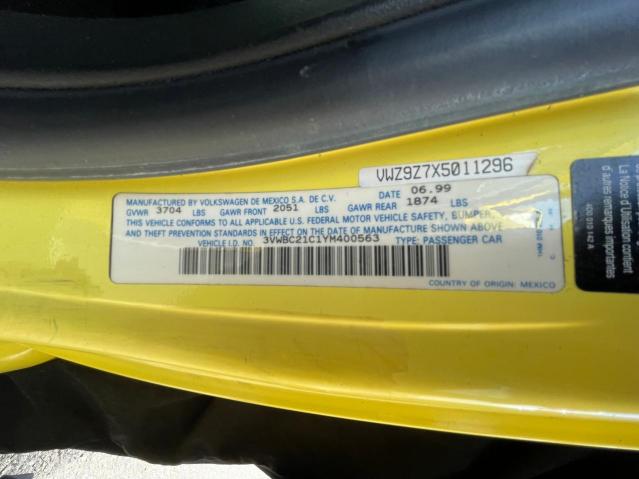 VWZ9Z7X5011296
MANUFACTURED BY VOLKSWAGEN DE MEXICO S.A. DE C.V. 06.99
GVWR 3704 LBS GAWR FRONT 2051 LBS GAWR REAR 1874 LBS
THIS VEHICLE CONFORMS TO ALL APPLICABLE U.S. FEDERAL MOTOR VEHICLE SAFETY, BUMPER,
THEFT PREVENTION STANDARDS IN EFFECT ON THE DATE OF MANUFACTURE SHOWN ABOVE
VEHICLE I.D. NO. 3VWBC21C1YM400563 TYPE: PASSENGER CAR
COUNTRY OF ORIGIN: MEXICO
La Notice d'Utilisation contient
d'autres remarques
importantes